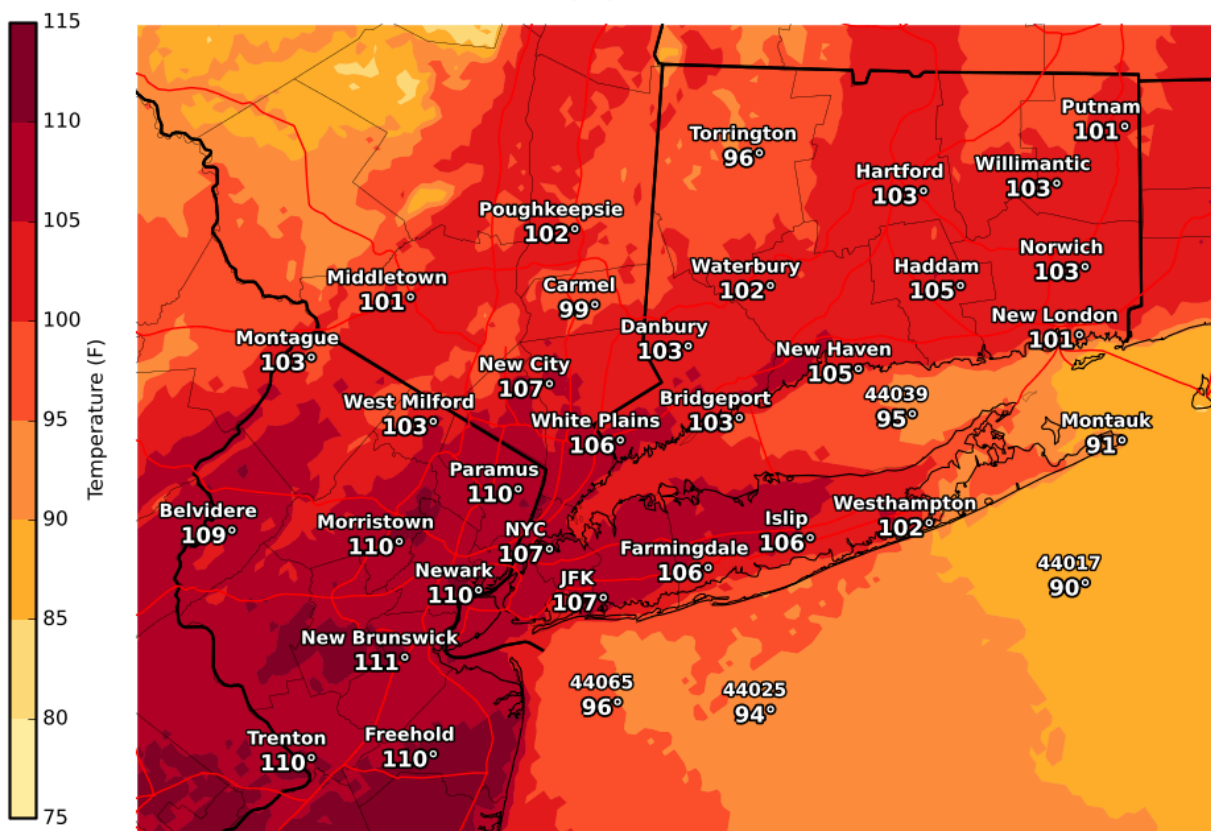 115
110
105
100
95
90
85
80
75
Temperature (F)
Putnam
101°
Torrington
96°
Hartford
103°
Willimantic
103°
Poughkeepsie
102°
Norwich
103°
Middletown
101°
Carmel
99°
Waterbury
102°
Haddam
105°
Montague
103°
Danbury
103°
New London
101°
New City
107°
New Haven
105°
West Milford
103°
White Plains
106°
Bridgeport
103°
44039
95°
Montauk
91°
Paramus
110°
Belvidere
109°
Morristown
110°
NYC
107°
Farmingdale
106°
Islip
106°
Westhampton
102°
Newark
110°
JFK
107°
44017
90°
New Brunswick
111°
44065
96°
44025
94°
Trenton
110°
Freehold
110°